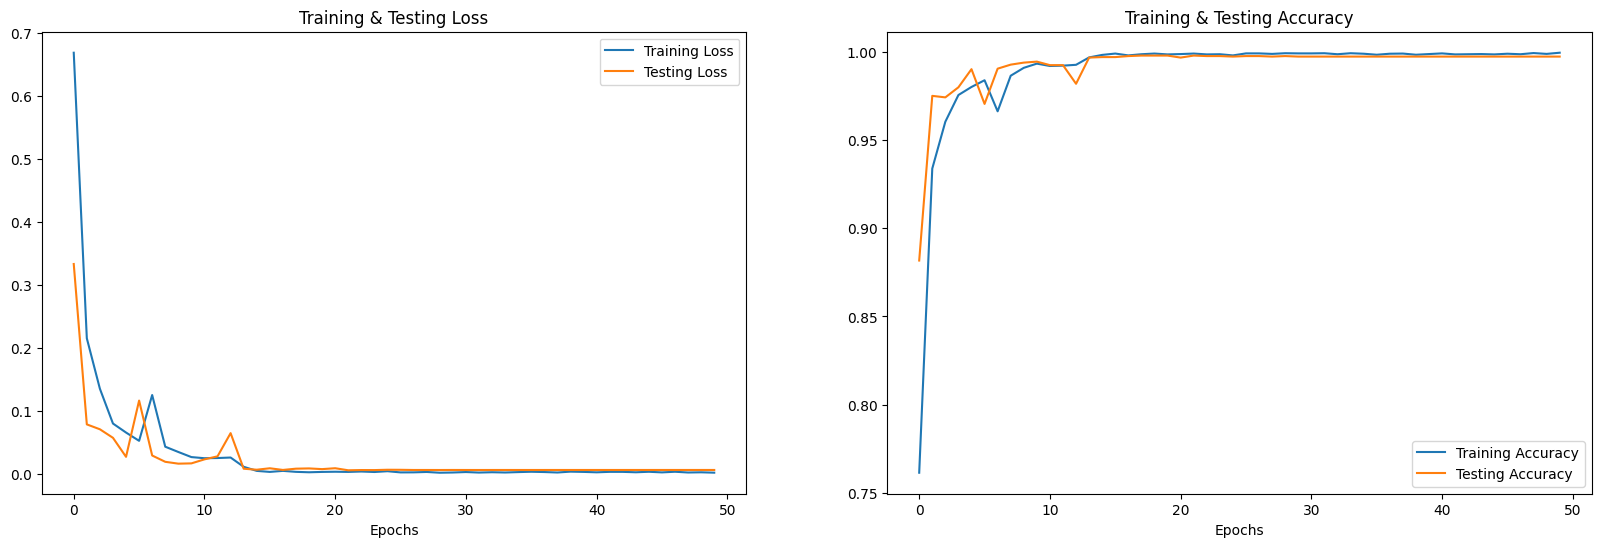 Training & Testing Loss
0.7
0.6
0.5
0.4
0.3
0.2
0.1
0.0
Training Loss
Testing Loss
0 10 20 30 40 50
Epochs
Training & Testing Accuracy
1.00
0.95
0.90
0.85
0.80
0.75
Training Accuracy
Testing Accuracy
0 10 20 30 40 50
Epochs